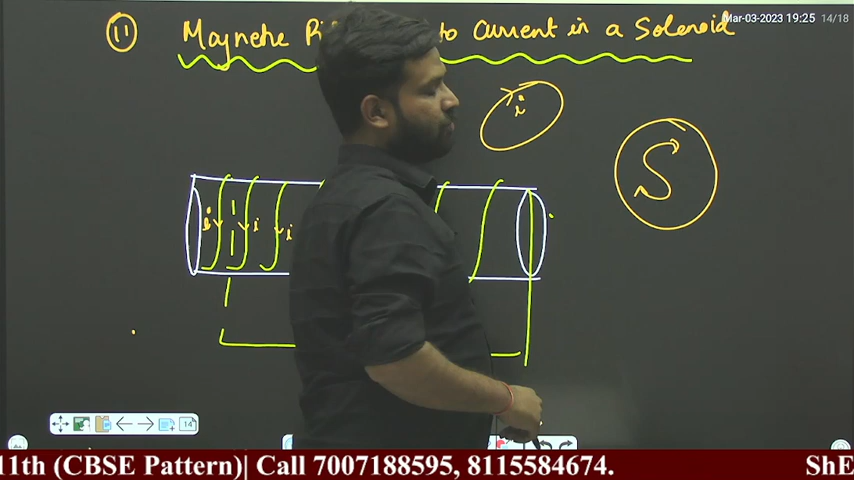 Mar-03-2023 19:25 14/18
11 Magnetic to Current in a Solenoid
i
S
i i i
14
11th (CBSE Pattern)| Call 7007188595, 8115584674. ShE